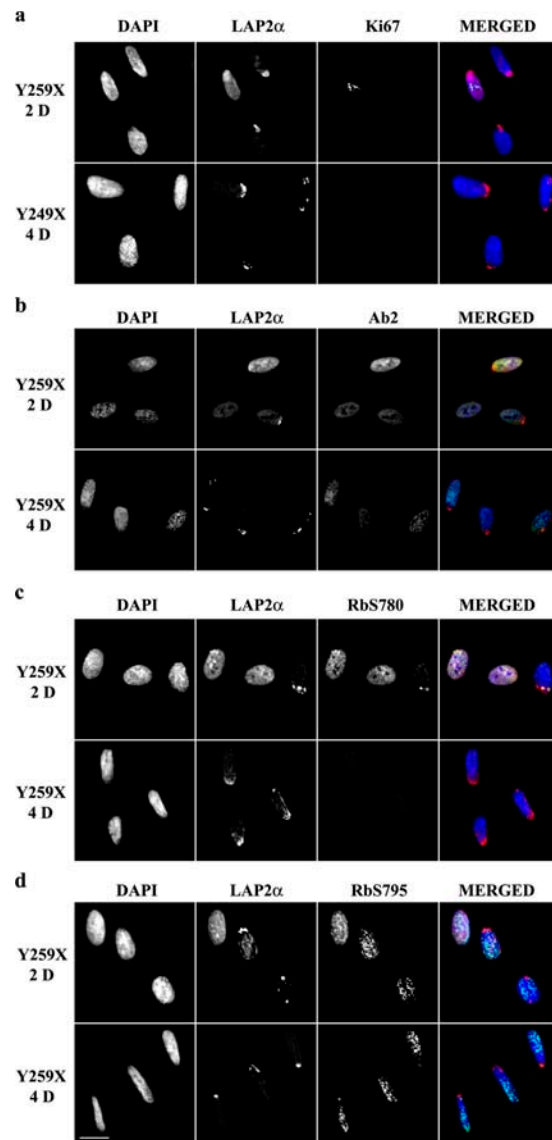 a
DAPI LAP2α Ki67 MERGED
Y259X
2 D
Y249X
4 D
b
DAPI LAP2α Ab2 MERGED
Y259X
2 D
Y259X
4 D
c
DAPI LAP2α RbS780 MERGED
Y259X
2 D
Y259X
4 D
d
DAPI LAP2α RbS795 MERGED
Y259X
2 D
Y259X
4 D